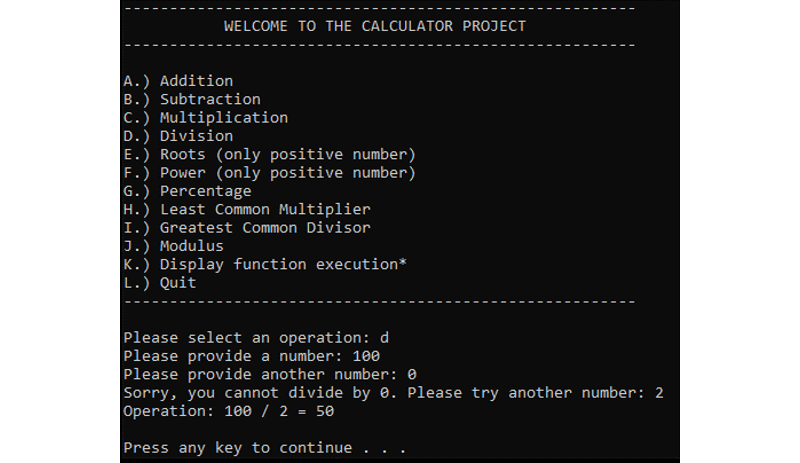 --------------------------------------------------------
WELCOME TO THE CALCULATOR PROJECT
--------------------------------------------------------
A.) Addition
B.) Subtraction
C.) Multiplication
D.) Division
E.) Roots (only positive number)
F.) Power (only positive number)
G.) Percentage
H.) Least Common Multiplier
I.) Greatest Common Divisor
J.) Modulus
K.) Display function execution*
L.) Quit
--------------------------------------------------------
Please select an operation: d
Please provide a number: 100
Please provide another number: 0
Sorry, you cannot divide by 0. Please try another number: 2
Operation: 100 / 2 = 50
Press any key to continue . . .